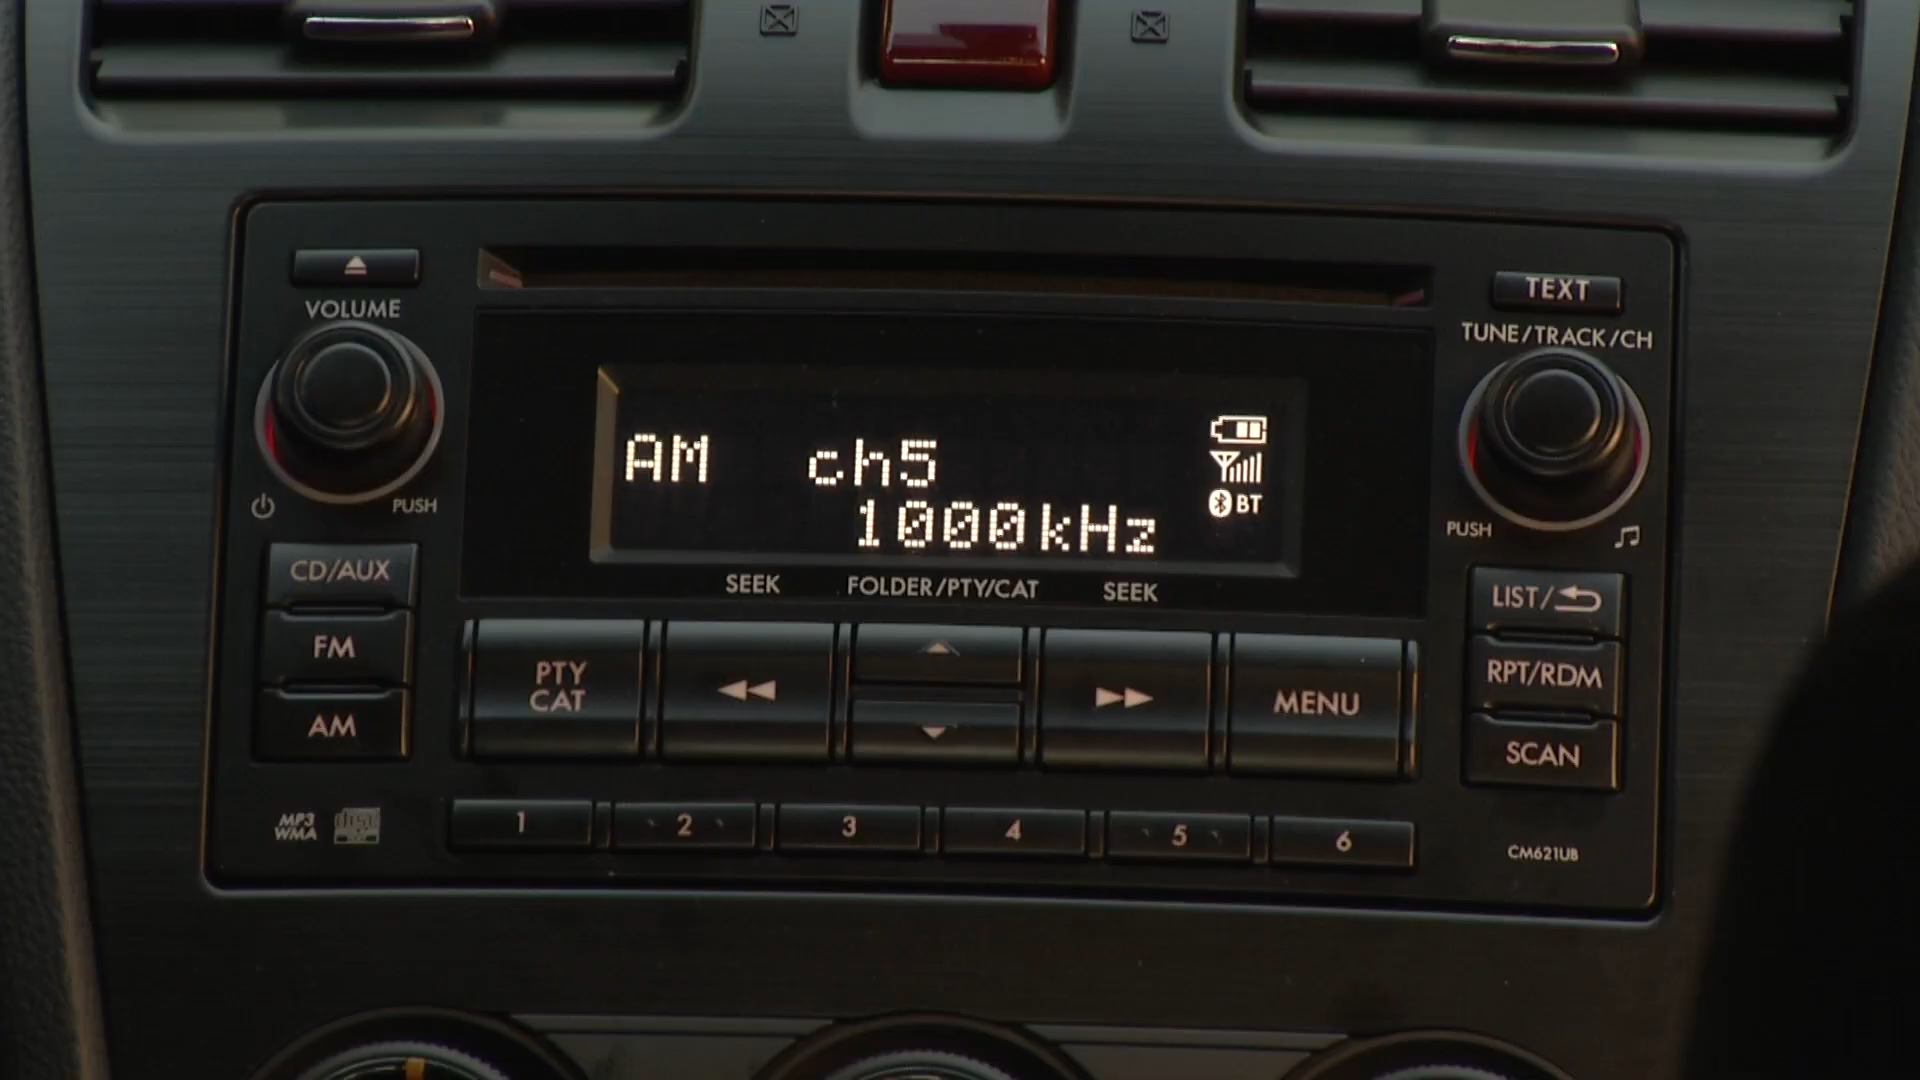 VOLUME
TEXT
TUNE/TRACK/CH
AM ch5
1000kHz
BT
PUSH
PUSH
CD/AUX
FM
AM
SEEK FOLDER/PTY/CAT SEEK
PTY
CAT
MENU
LIST/
RPT/RDM
SCAN
MP3
WMA
1 2 3 4 5 6
CM621UB